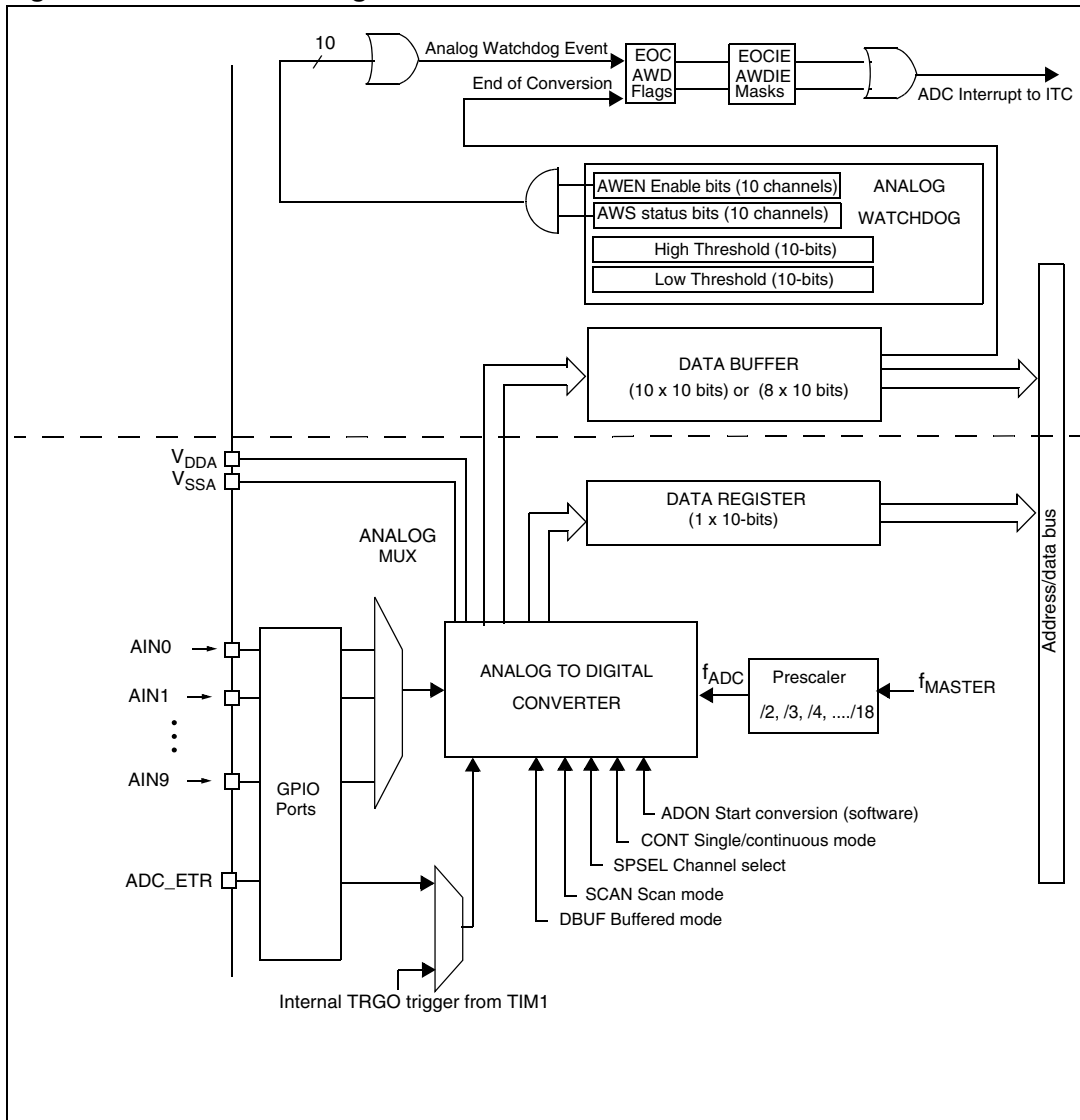 10
Analog Watchdog Event
End of Conversion
EOC
AWD
Flags
EOCIE
AWDIE
Masks
ADC Interrupt to ITC
AWEN Enable bits (10 channels)
AWS status bits (10 channels)
ANALOG
WATCHDOG
High Threshold (10-bits)
Low Threshold (10-bits)
DATA BUFFER
(10 x 10 bits) or (8 x 10 bits)
VDDA
VSSA
DATA REGISTER
(1 x 10-bits)
ANALOG
MUX
Address/data bus
AIN0
AIN1
AIN9
GPIO
Ports
ANALOG TO DIGITAL
CONVERTER
fADC
Prescaler
/2, /3, /4, ..../18
fMASTER
ADON Start conversion (software)
CONT Single/continuous mode
SPSEL Channel select
SCAN Scan mode
DBUF Buffered mode
ADC_ETR
Internal TRGO trigger from TIM1